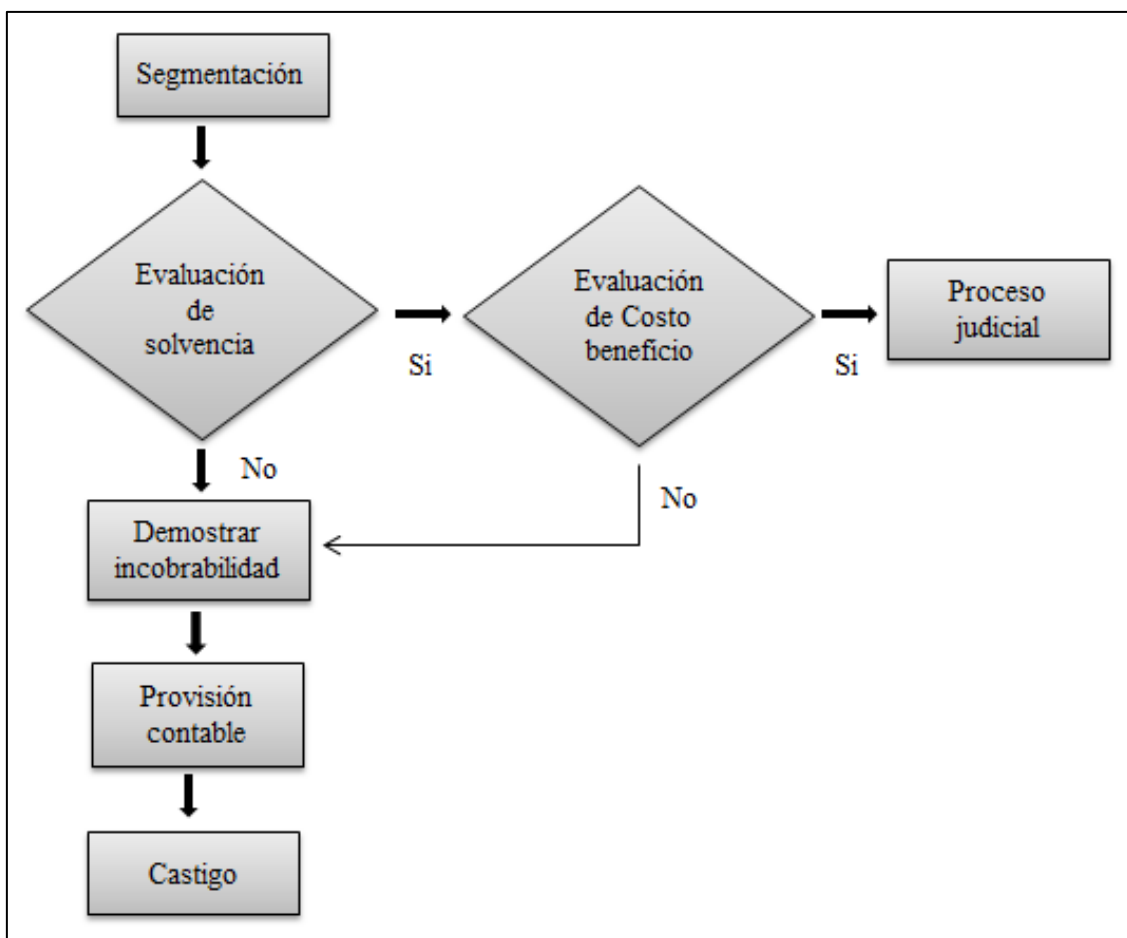 Segmentación
Evaluación
de
solvencia
Si
Evaluación
de Costo
beneficio
Si
Proceso
judicial
No
No
Demostrar
incobrabilidad
Provisión
contable
Castigo